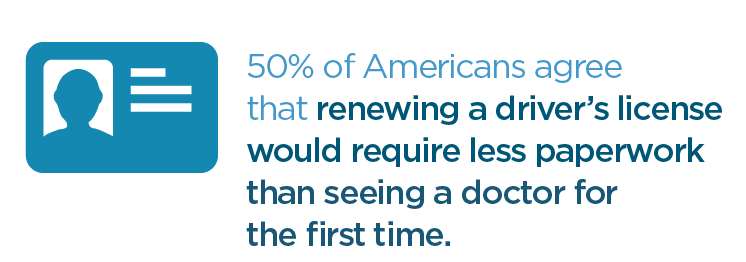 50% of Americans agree
that renewing a driver’s license
would require less paperwork
than seeing a doctor for
the first time.